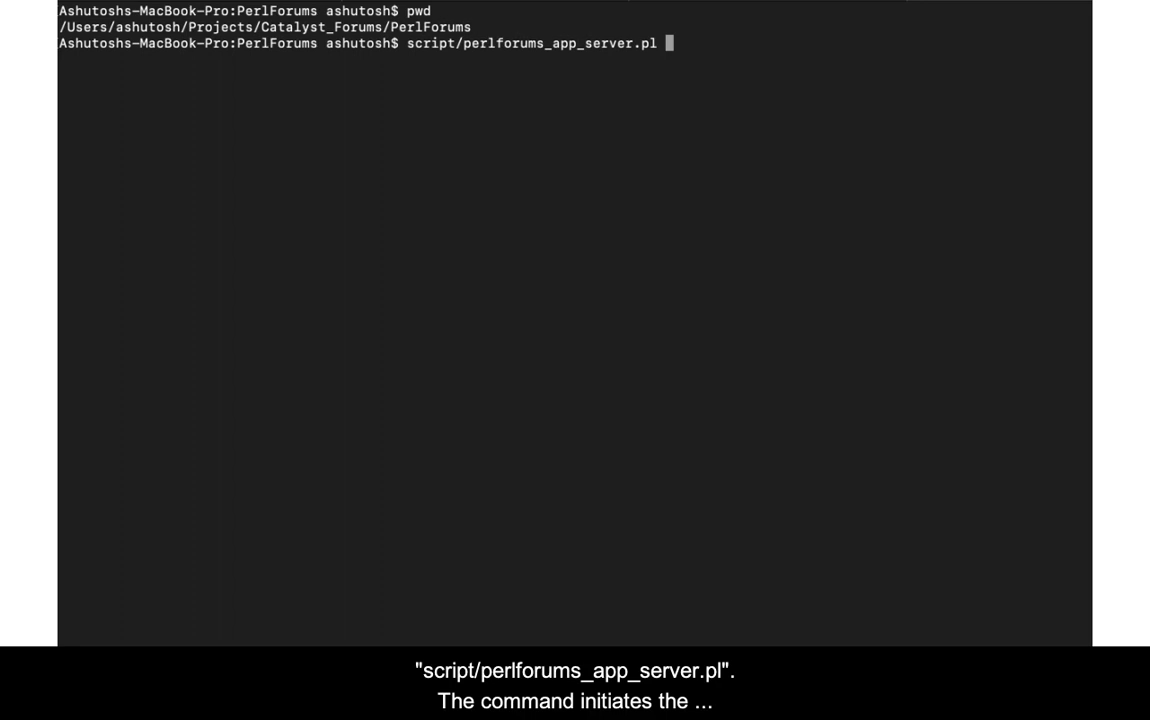 Ashutoshs-MacBook-Pro:PerlForums ashutosh$ pwd
/Users/ashutosh/Projects/Catalyst_Forums/PerlForums
Ashutoshs-MacBook-Pro:PerlForums ashutosh$ script/perlforums_app_server.pl
"script/perlforums_app_server.pl".
The command initiates the ...